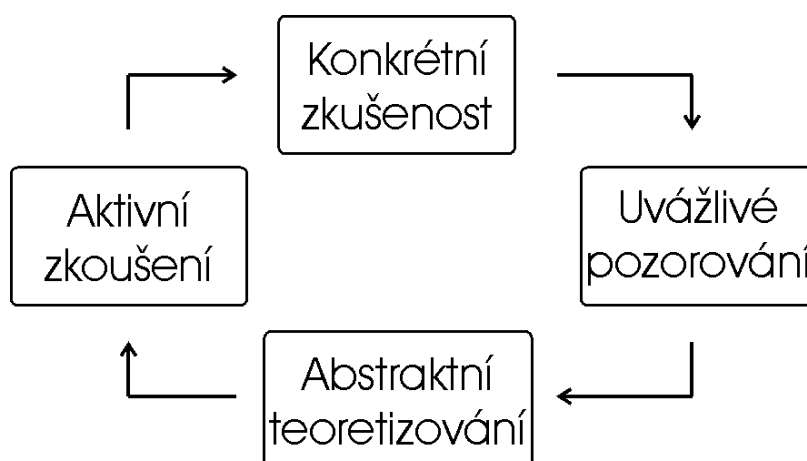 Konkrétní
zkušenost
Uvážlivé
pozorování
Abstraktní
teoretizování
Aktivní
zkoušení